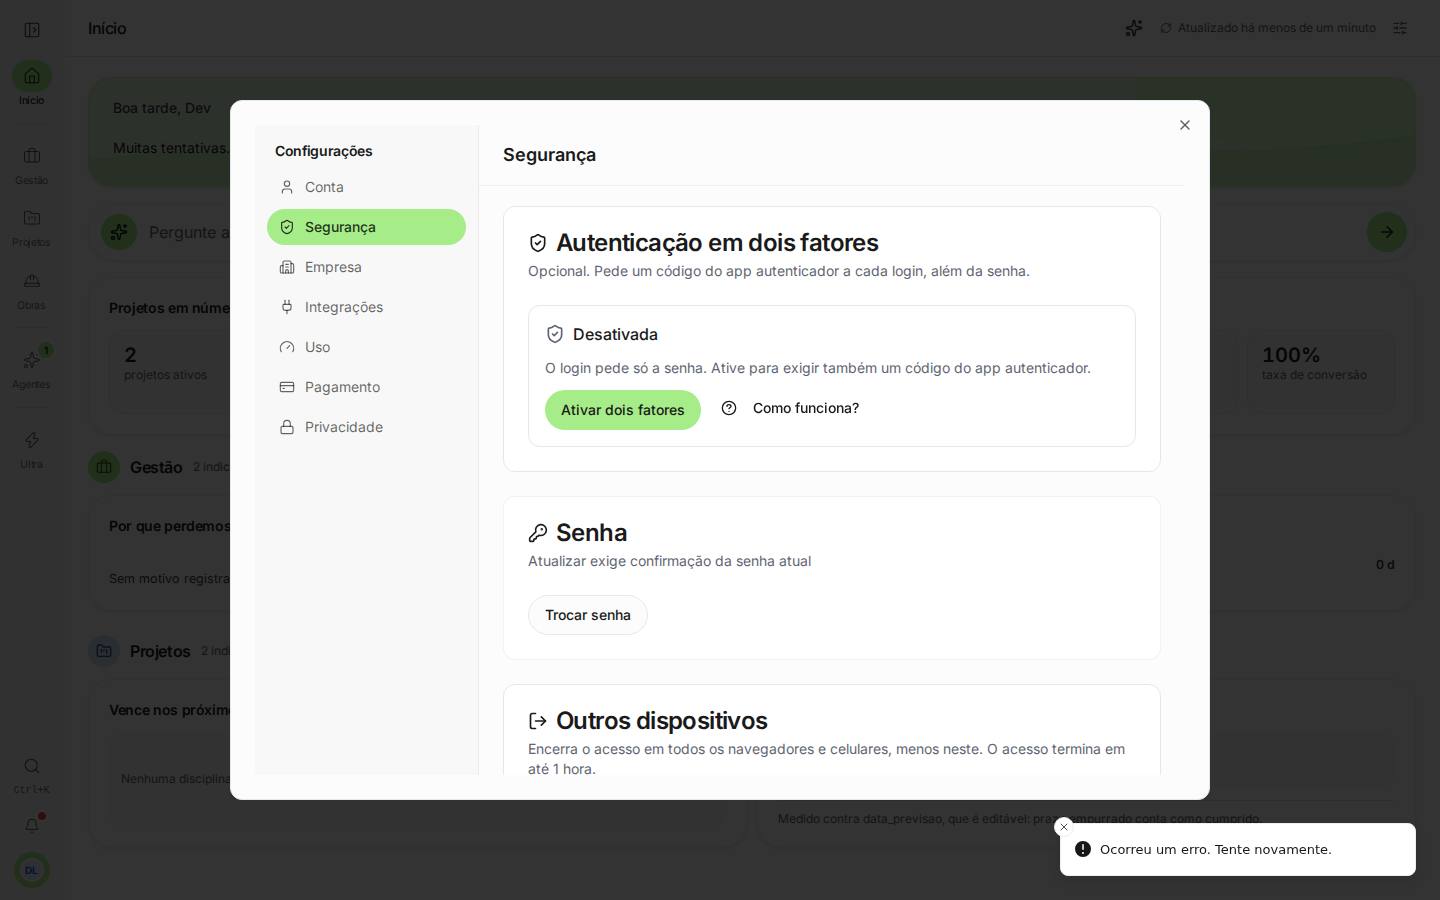 Início
Atualizado há menos de um minuto
Início
Gestão
Projetos
Obras
1
Agentes
Ultra
Ctrl+K
DL
Boa tarde, Dev
Muitas tentativas.
Pergunte a
Projetos em núme
2
projetos ativos
100%
taxa de conversão
Gestão
2 indic
Por que perdemos
Sem motivo registra
0 d
Projetos
2 indi
Vence nos próxim
Nenhuma disciplina
Medido contra data_previsao, que é editável: prazo empurrado conta como cumprido.
Configurações
Conta
Segurança
Empresa
Integrações
Uso
Pagamento
Privacidade
Segurança
Autenticação em dois fatores
Opcional. Pede um código do app autenticador a cada login, além da senha.
Desativada
O login pede só a senha. Ative para exigir também um código do app autenticador.
Ativar dois fatores
Como funciona?
Senha
Atualizar exige confirmação da senha atual
Trocar senha
Outros dispositivos
Encerra o acesso em todos os navegadores e celulares, menos neste. O acesso termina em
até 1 hora.
Ocorreu um erro. Tente novamente.